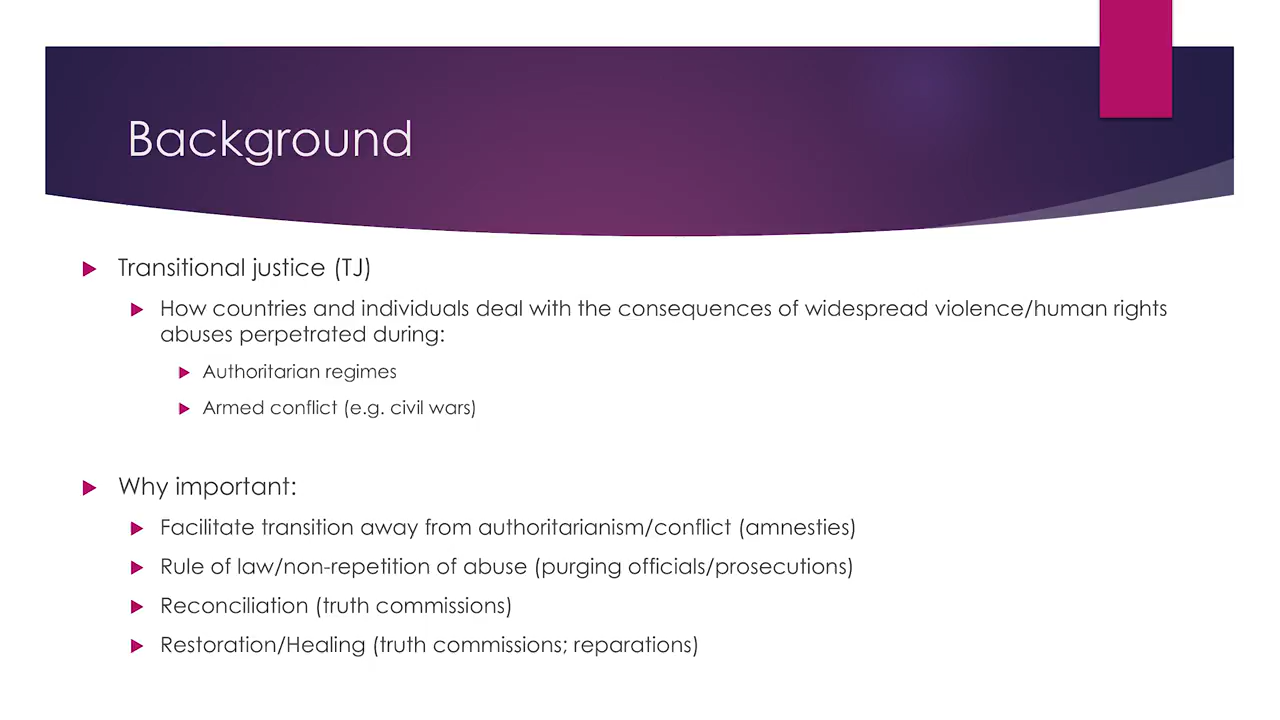 Background
Transitional justice (TJ)
How countries and individuals deal with the consequences of widespread violence/human rights
abuses perpetrated during:
Authoritarian regimes
Armed conflict (e.g. civil wars)
Why important:
Facilitate transition away from authoritarianism/conflict (amnesties)
Rule of law/non-repetition of abuse (purging officials/prosecutions)
Reconciliation (truth commissions)
Restoration/Healing (truth commissions; reparations)